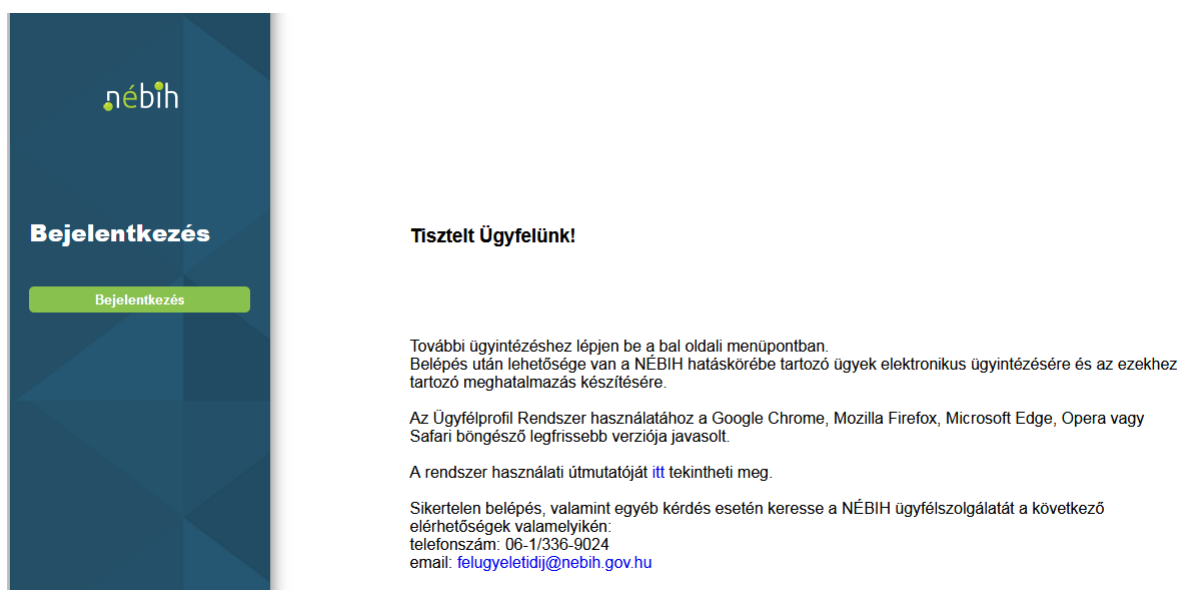 nébih
Bejelentkezés
Bejelentkezés
Tisztelt Ügyfelünk!
További ügyintézéshez lépjen be a bal oldali menüpontban.
Belépés után lehetősége van a NÉBIH hatáskörébe tartozó ügyek elektronikus ügyintézésére és az ezekhez
tartozó meghatalmazás készítésére.
Az Ügyfélprofil Rendszer használatához a Google Chrome, Mozilla Firefox, Microsoft Edge, Opera vagy
Safari böngésző legfrissebb verziója javasolt.
A rendszer használati útmutatóját itt tekintheti meg.
Sikertelen belépés, valamint egyéb kérdés esetén keresse a NÉBIH ügyfélszolgálatát a következő
elérhetőségek valamelyikén:
telefonszám: 06-1/336-9024
email: felugyeletidij@nebih.gov.hu